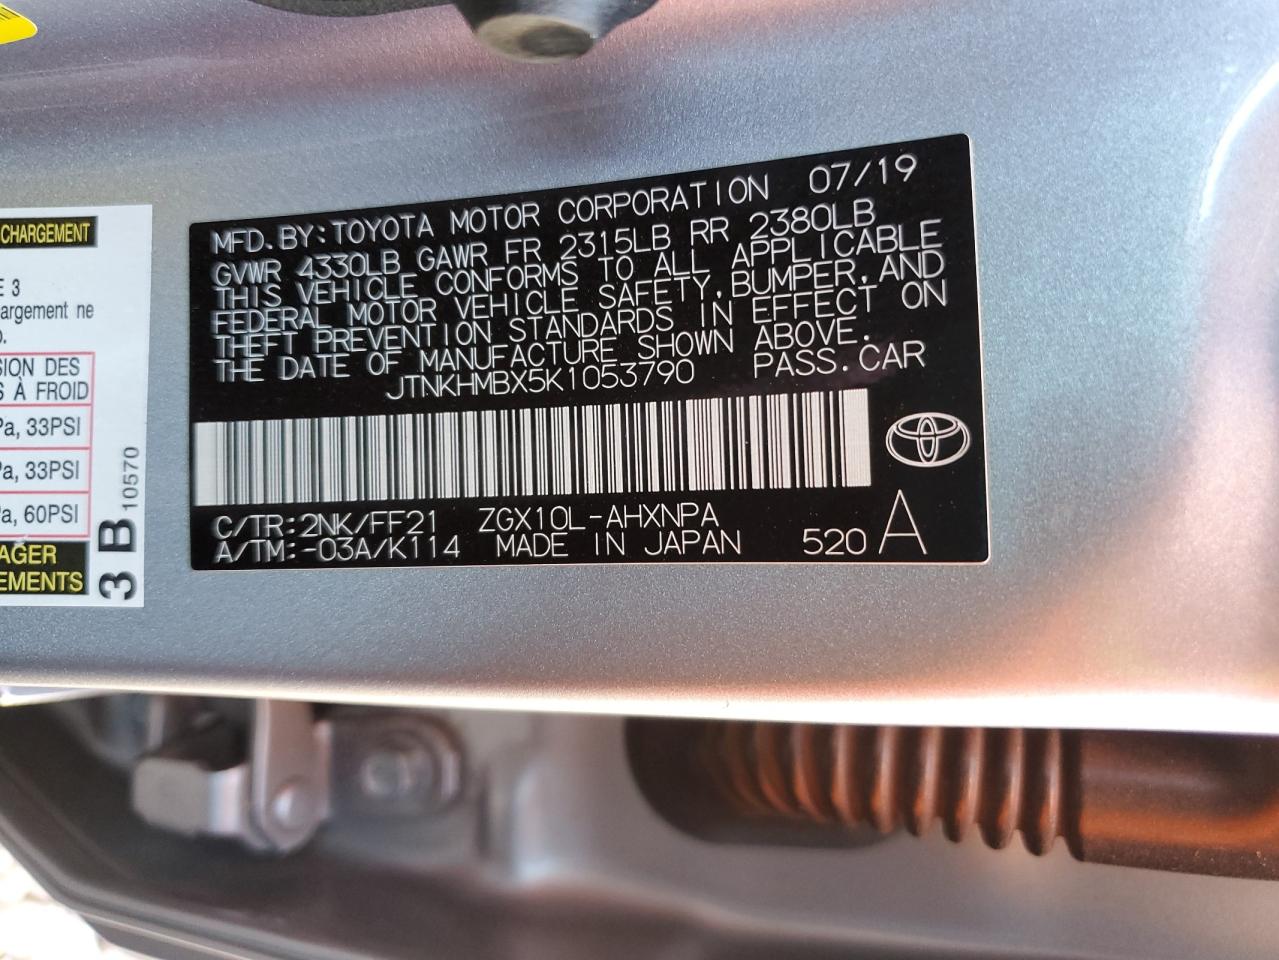 CHARGEMENT
E 3
argement ne
SION DES
S À FROID
Pa, 33PSI
Pa, 33PSI
Pa, 60PSI
AGER
EMENTS
3 B 10570
MFD. BY: TOYOTA MOTOR CORPORATION 07/19
GVWR 4330LB GAWR FR 2315LB RR 2380LB
THIS VEHICLE CONFORMS TO ALL APPLICABLE
FEDERAL MOTOR VEHICLE SAFETY, BUMPER, AND
THEFT PREVENTION STANDARDS IN EFFECT ON
THE DATE OF MANUFACTURE SHOWN ABOVE.
JTNKHMBX5K1053790 PASS. CAR
C/TR: 2NK/FF21 ZGX10L-AHXNPA
A/TM: -03A/K114 MADE IN JAPAN 520 A